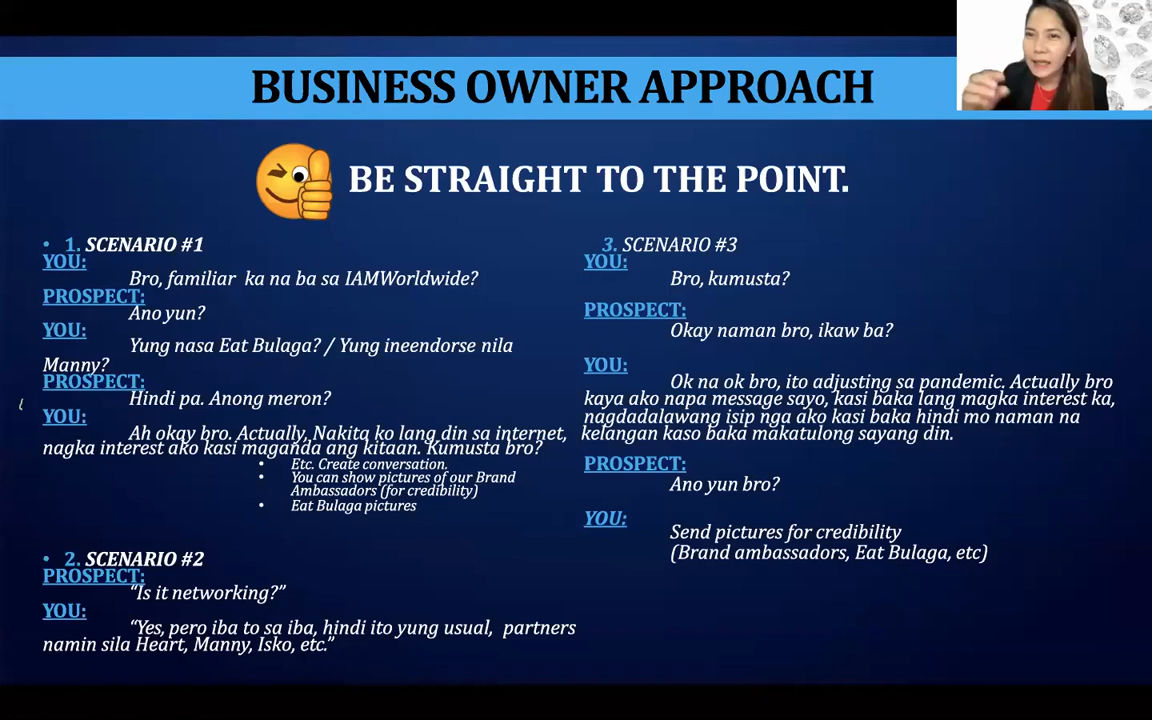 BUSINESS OWNER APPROACH
BE STRAIGHT TO THE POINT.
• 1. SCENARIO #1
YOU:
Bro, familiar ka na ba sa IAMWorldwide?
PROSPECT:
Ano yun?
YOU:
Yung nasa Eat Bulaga? / Yung ineendorse nila
Manny?
PROSPECT:
Hindi pa. Anong meron?
YOU:
Ah okay bro. Actually, Nakita ko lang din sa internet,
nagka interest ako kasi maganda ang kitaan. Kumusta bro?
• Etc. Create conversation.
• You can show pictures of our Brand
Ambassadors (for credibility)
• Eat Bulaga pictures
• 2. SCENARIO #2
PROSPECT:
“Is it networking?”
YOU:
“Yes, pero iba to sa iba, hindi ito yung usual, partners
namin sila Heart, Manny, Isko, etc.”
3. SCENARIO #3
YOU:
Bro, kumusta?
PROSPECT:
Okay naman bro, ikaw ba?
YOU:
Ok na ok bro, ito adjusting sa pandemic. Actually bro
kaya ako napa message sayo, kasi baka lang magka interest ka,
nagdadalawang isip nga ako kasi baka hindi mo naman na
kelangan kaso baka makatulong sayang din.
PROSPECT:
Ano yun bro?
YOU:
Send pictures for credibility
(Brand ambassadors, Eat Bulaga, etc)